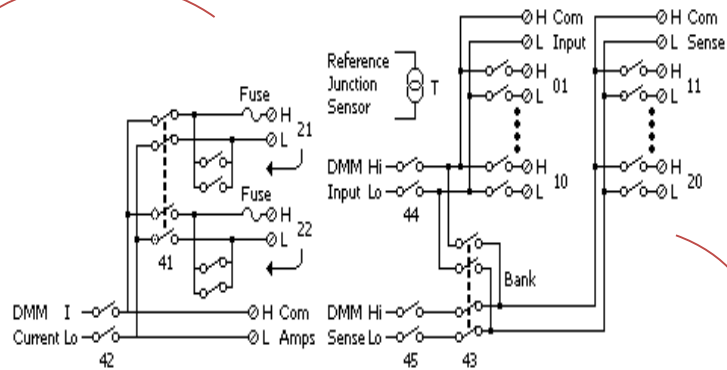 H Com
L Input
H
01
L
H
10
L
H Com
L Sense
H
11
L
H
20
L
Reference
Junction
Sensor
T
Fuse
H
21
L
Fuse
H
22
L
41
DMM I
Current Lo
42
H Com
L Amps
DMM Hi
Input Lo
44
Bank
DMM Hi
Sense Lo
45
43